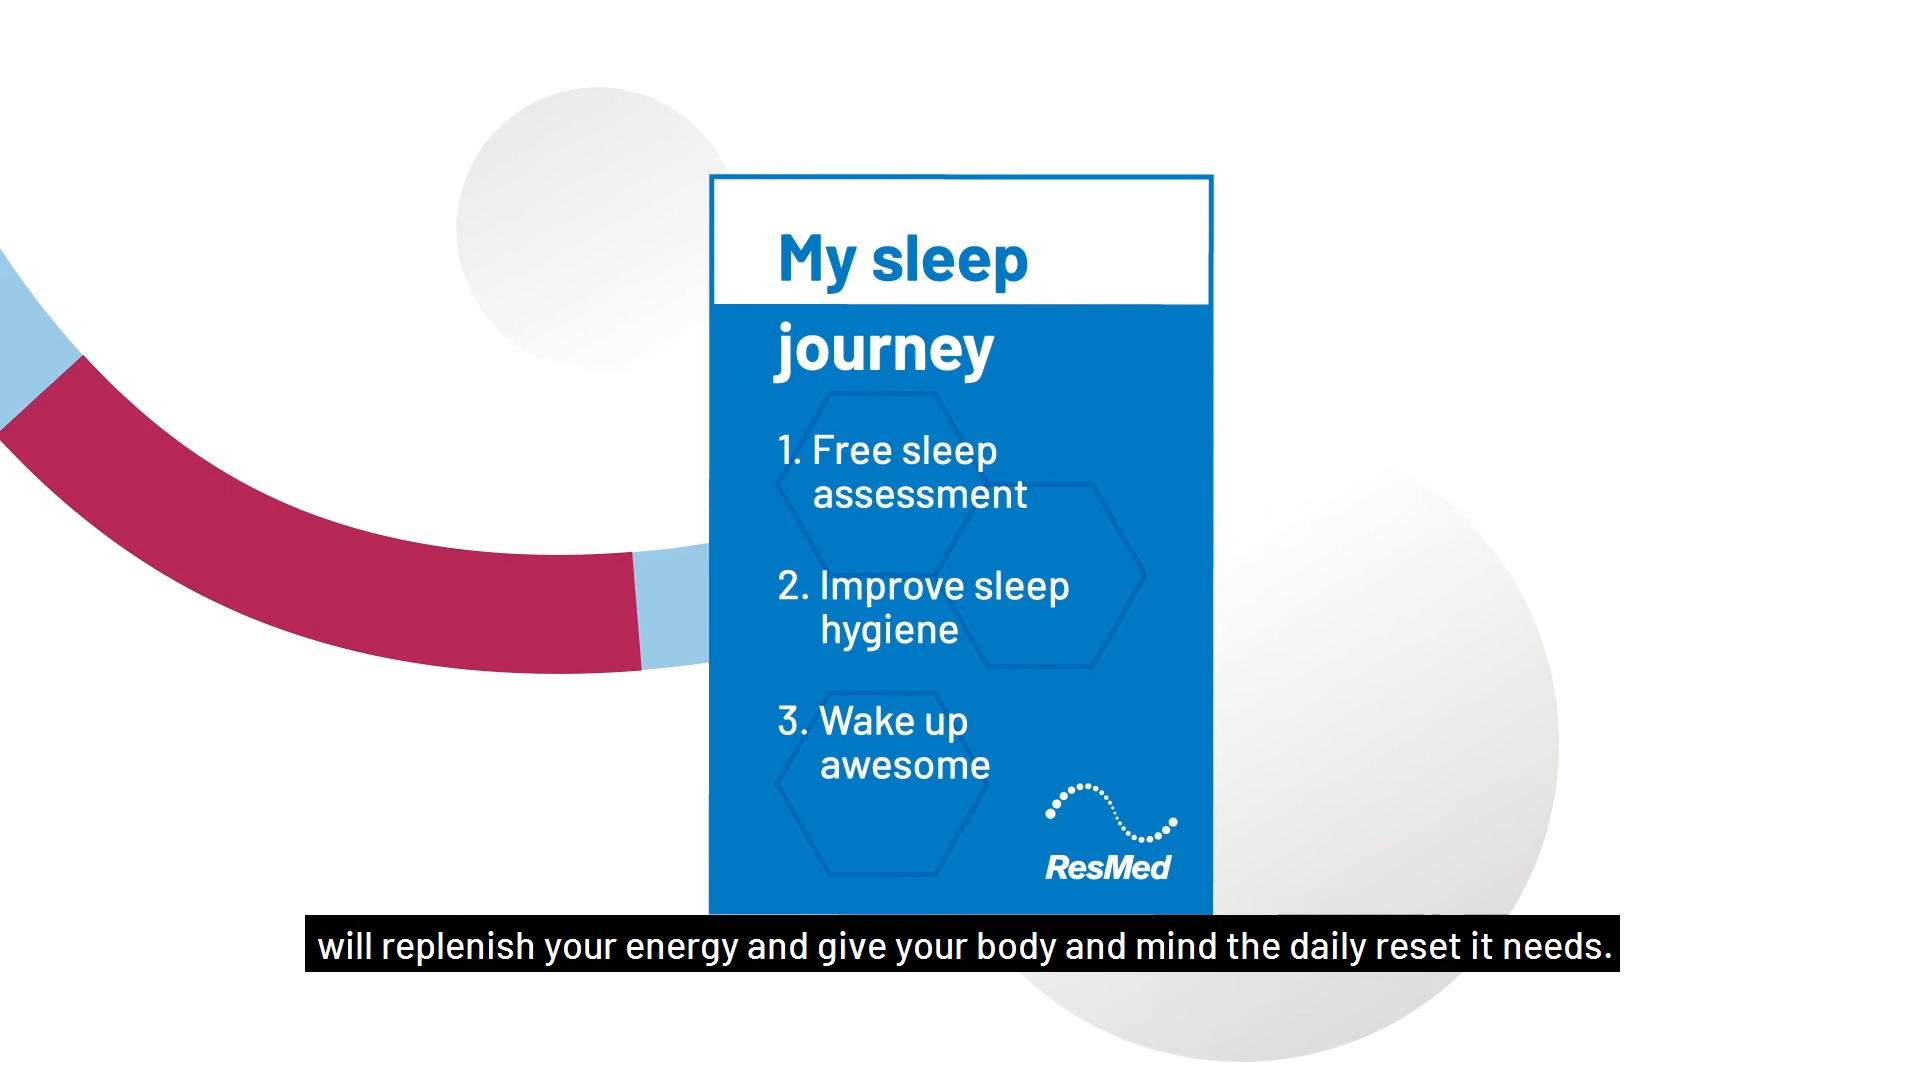 My sleep
journey
1. Free sleep
assessment
2. Improve sleep
hygiene
3. Wake up
awesome
ResMed
will replenish your energy and give your body and mind the daily reset it needs.